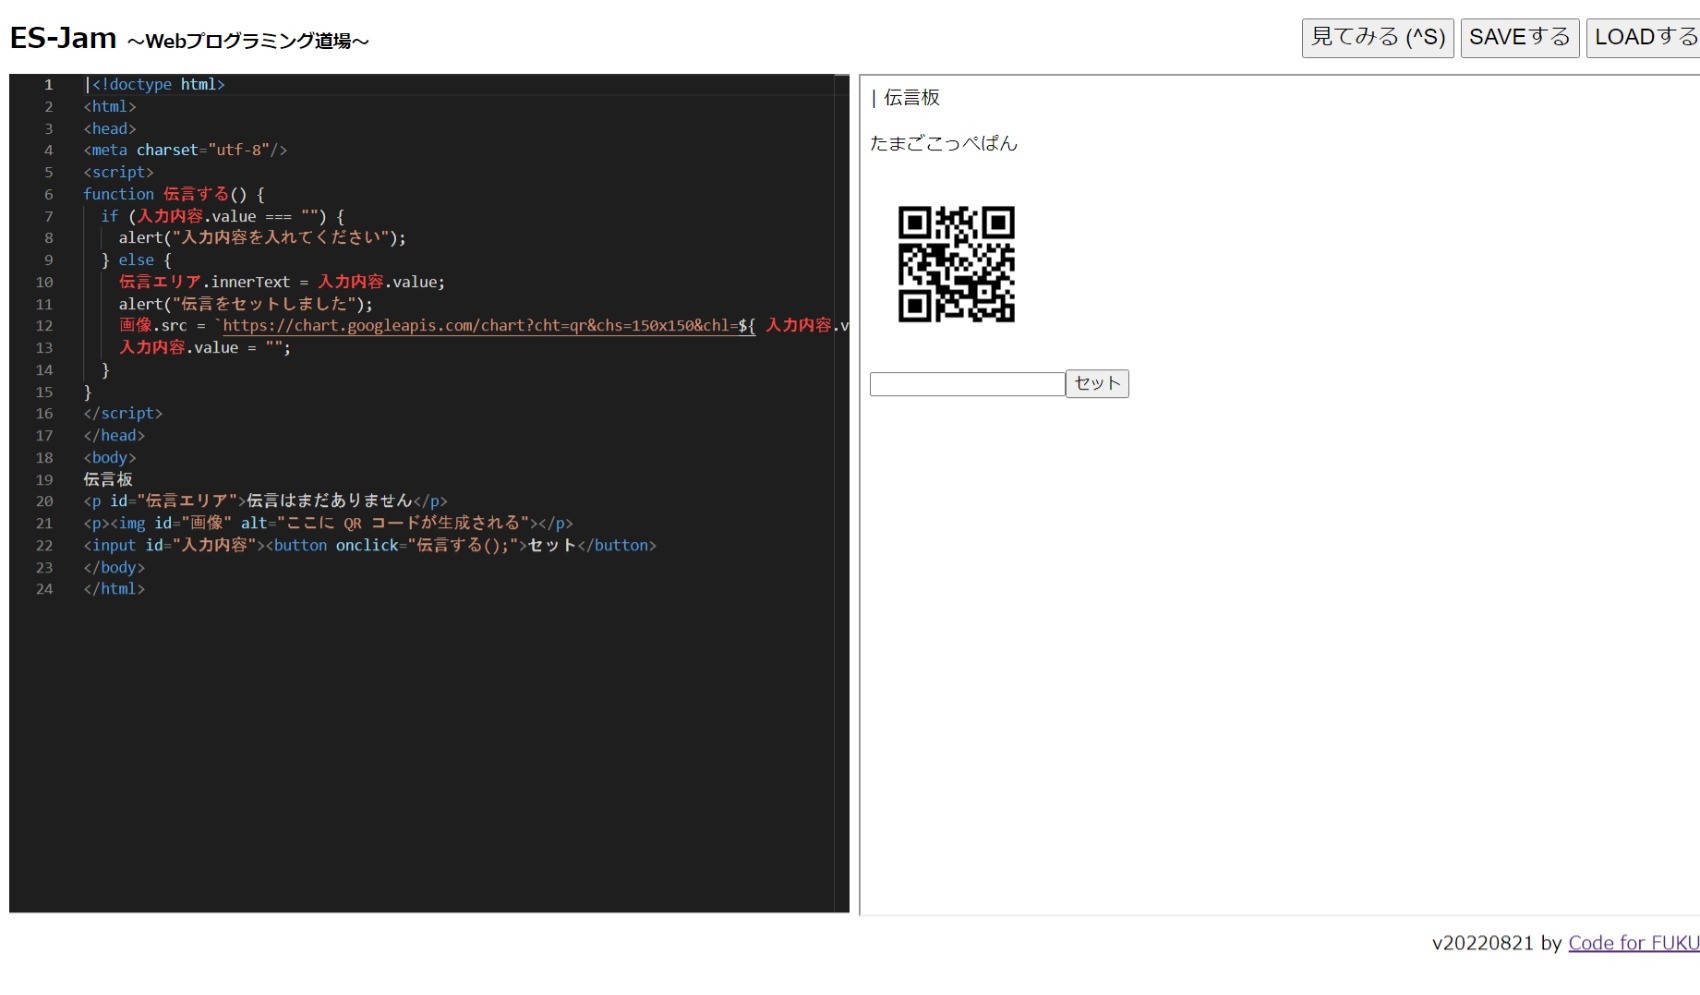 ES-Jam ～Webプログラミング道場～
見てみる (^S) SAVEする LOADする
1 |<!doctype html>
2 <html>
3 <head>
4 <meta charset="utf-8"/>
5 <script>
6 function 伝言する() {
7 if (入力内容.value === "") {
8 alert("入力内容を入れてください");
9 } else {
10 伝言エリア.innerText = 入力内容.value;
11 alert("伝言をセットしました");
12 画像.src = `https://chart.googleapis.com/chart?cht=qr&chs=150x150&chl=${ 入力内容.v
13 入力内容.value = "";
14 }
15 }
16 </script>
17 </head>
18 <body>
19 伝言板
20 <p id="伝言エリア">伝言はまだありません</p>
21 <p><img id="画像" alt="ここに QR コードが生成される"></p>
22 <input id="入力内容"><button onclick="伝言する();">セット</button>
23 </body>
24 </html>
| 伝言板
たまごこっぺぱん
セット
v20220821 by Code for FUKU